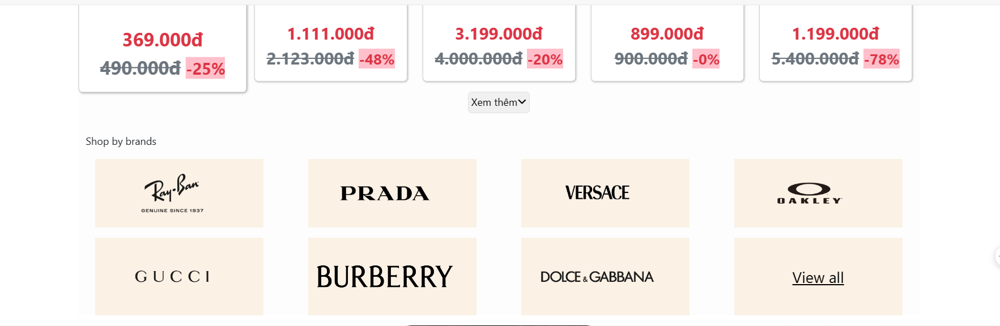 369.000đ
490.000đ -25%
1.111.000đ
2.123.000đ -48%
3.199.000đ
4.000.000đ -20%
899.000đ
900.000đ -0%
1.199.000đ
5.400.000đ -78%
Xem thêm
Shop by brands
Ray-Ban
GENUINE SINCE 1937
PRADA
VERSACE
OAKLEY
GUCCI
BURBERRY
DOLCE & GABBANA
View all